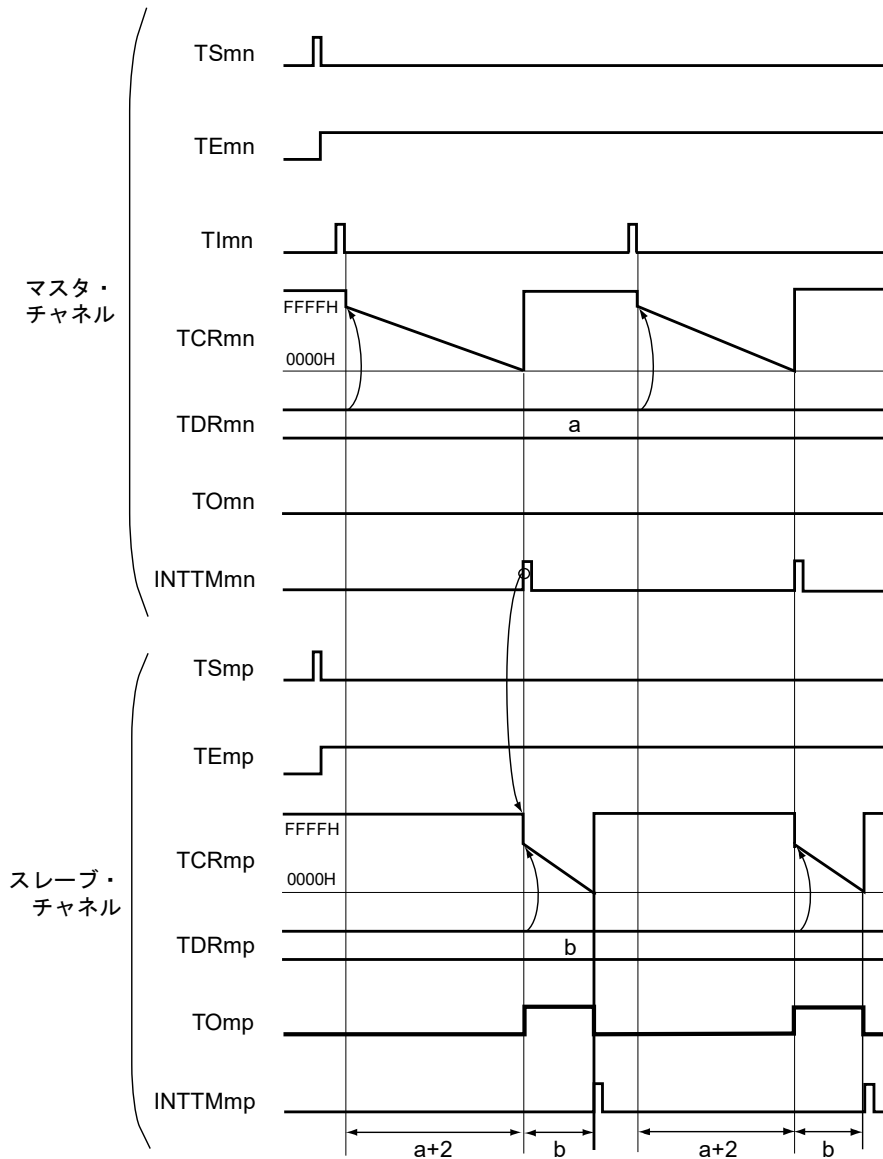 TSmn
TEmn
TImn
マスタ・
チャネル
FFFFH
TCRmn
0000H
TDRmn
a
TOmn
INTTMmn
TSmp
TEmp
FFFFH
TCRmp
0000H
スレーブ・
チャネル
TDRmp
b
TOmp
INTTMmp
a+2
b
a+2
b